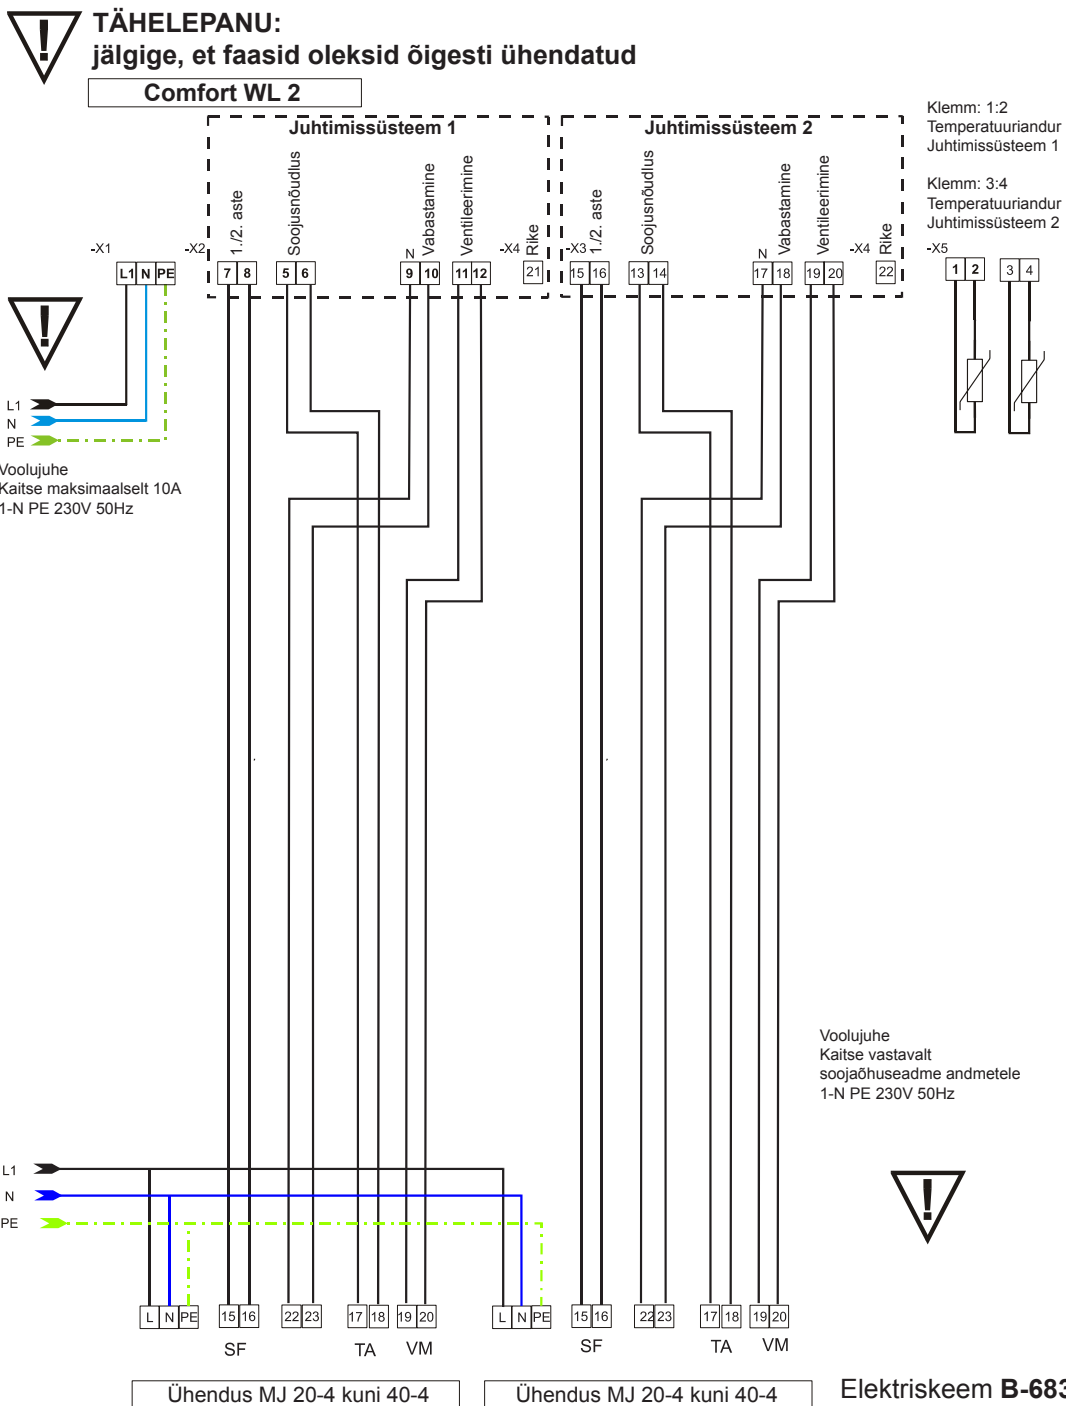 TÄHELEPANU:
jälgige, et faasid oleksid õigesti ühendatud
Comfort WL 2
Juhtimissüsteem 1
Juhtimissüsteem 2
Klemm: 1:2
Temperatuuriandur
Juhtimissüsteem 1
Klemm: 3:4
Temperatuuriandur
Juhtimissüsteem 2
-X1
-X2
1./2. aste
Soojusnõudlus
N
Vabastamine
Ventileerimine
-X4
Rike
-X3
1./2. aste
Soojusnõudlus
N
Vabastamine
Ventileerimine
-X4
Rike
-X5
L1 N PE
7 8
5 6
9 10
11 12
21
15 16
13 14
17 18
19 20
22
1 2
3 4
L1
N
PE
Voolujuhe
Kaitse maksimaalselt 10A
1-N PE 230V 50Hz
Voolujuhe
Kaitse vastavalt
soojaõhuseadme andmetele
1-N PE 230V 50Hz
L1
N
PE
L N PE
15 16
22 23
17 18
19 20
L N PE
15 16
22 23
17 18
19 20
SF
TA
VM
SF
TA
VM
Ühendus MJ 20-4 kuni 40-4
Ühendus MJ 20-4 kuni 40-4
Elektriskeem B-683